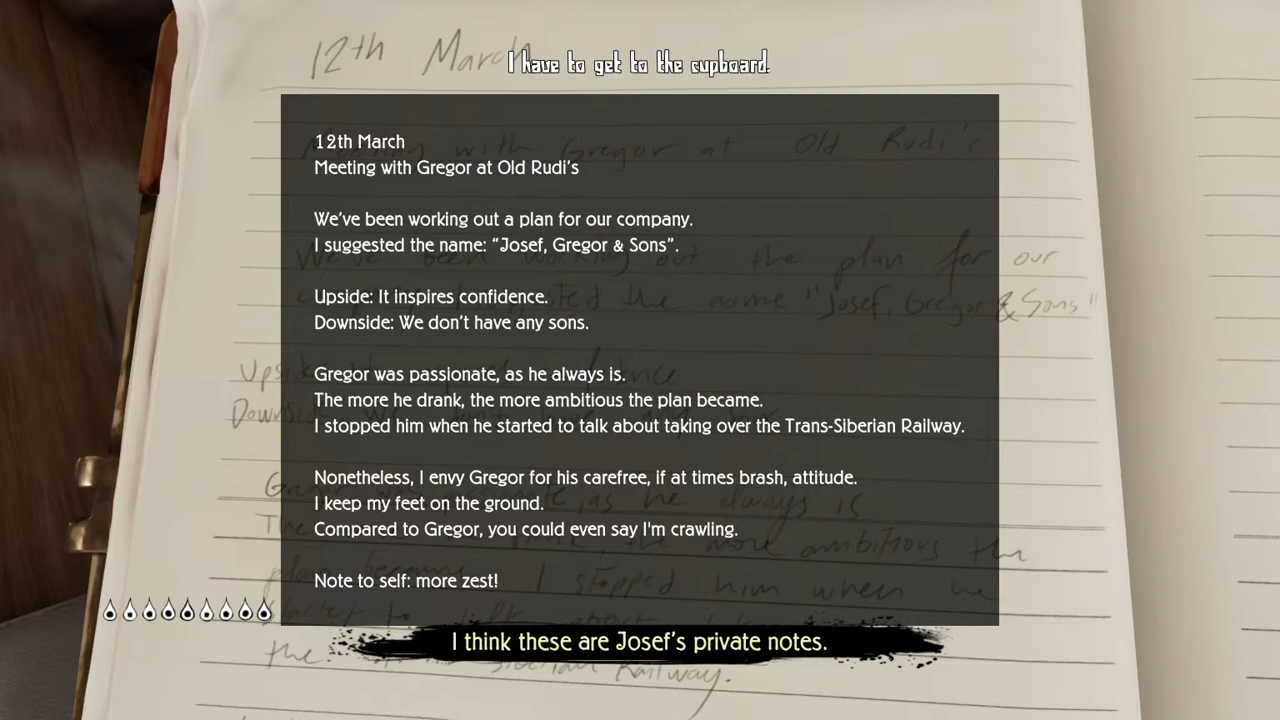 12th March
I have to get to the cupboard.
12th March
Meeting with Gregor at Old Rudi's
We've been working out a plan for our company.
I suggested the name: “Josef, Gregor & Sons”.
Upside: It inspires confidence.
Downside: We don't have any sons.
Gregor was passionate, as he always is.
The more he drank, the more ambitious the plan became.
I stopped him when he started to talk about taking over the Trans-Siberian Railway.
Nonetheless, I envy Gregor for his carefree, if at times brash, attitude.
I keep my feet on the ground.
Compared to Gregor, you could even say I'm crawling.
Note to self: more zest!
I think these are Josef's private notes.